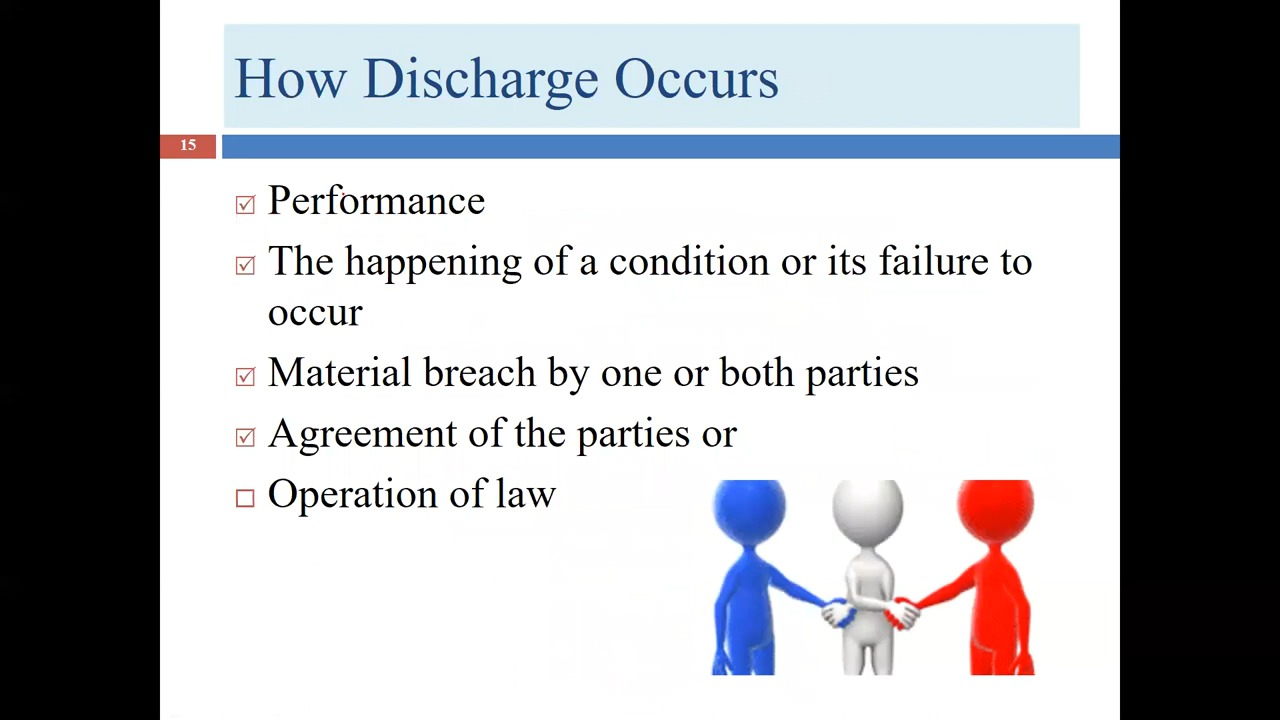 How Discharge Occurs
15
Performance
The happening of a condition or its failure to
occur
Material breach by one or both parties
Agreement of the parties or
Operation of law